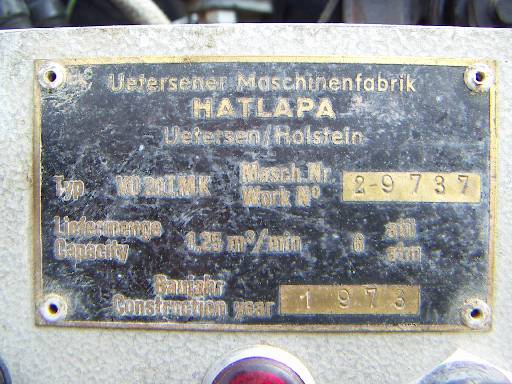 Uetersener Maschinenfabrik
HATLAPA
Uetersen/Holstein
Typ Masch.Nr. 2-9737
Work No
Liefermenge 1.25 m³/min 6 atü
Capacity atm
Baujahr 1973
Construction year